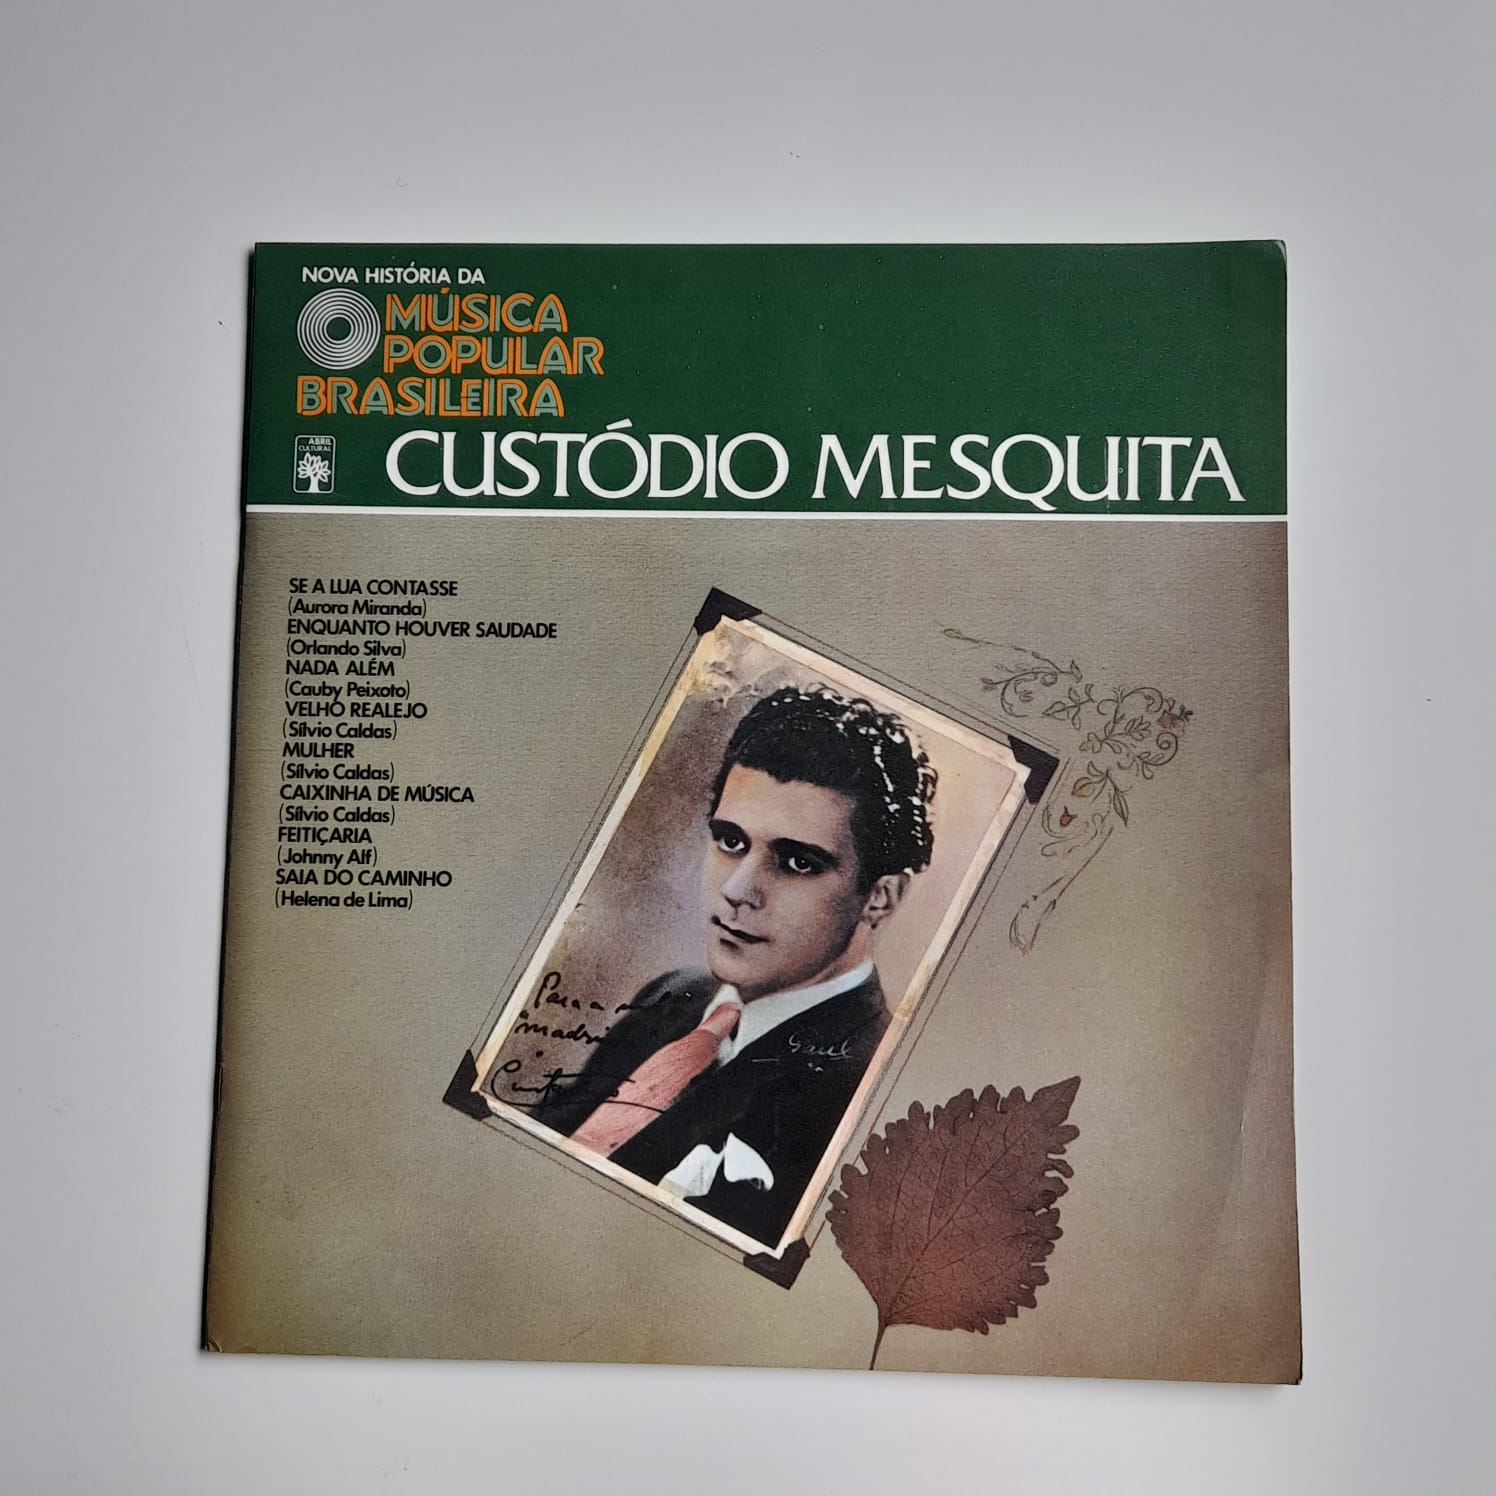 NOVA HISTÓRIA DA
MÚSICA
POPULAR
BRASILEIRA
ABRIL
CULTURAL
CUSTÓDIO MESQUITA
SE A LUA CONTASSE
(Aurora Miranda)
ENQUANTO HOUVER SAUDADE
(Orlando Silva)
NADA ALÉM
(Cauby Peixoto)
VELHO REALEJO
(Sílvio Caldas)
MULHER
(Sílvio Caldas)
CAIXINHA DE MÚSICA
(Sílvio Caldas)
FEITIÇARIA
(Johnny Alf)
SAIA DO CAMINHO
(Helena de Lima)
Para a